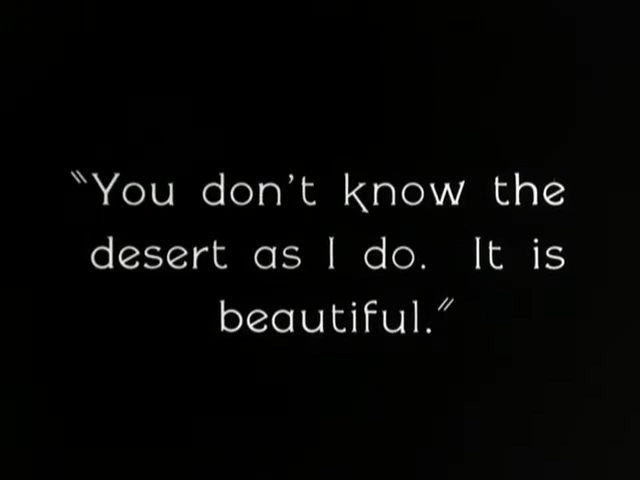 "You don't know the
desert as I do. It is
beautiful."